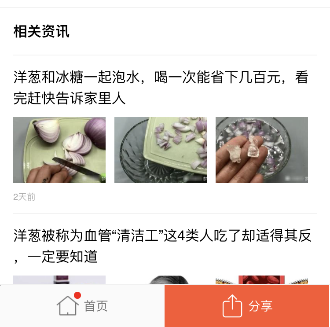 相关资讯
洋葱和冰糖一起泡水，喝一次能省下几百元，看
完赶快告诉家里人
2天前
洋葱被称为血管“清洁工”这4类人吃了却适得其反
，一定要知道
首页
分享